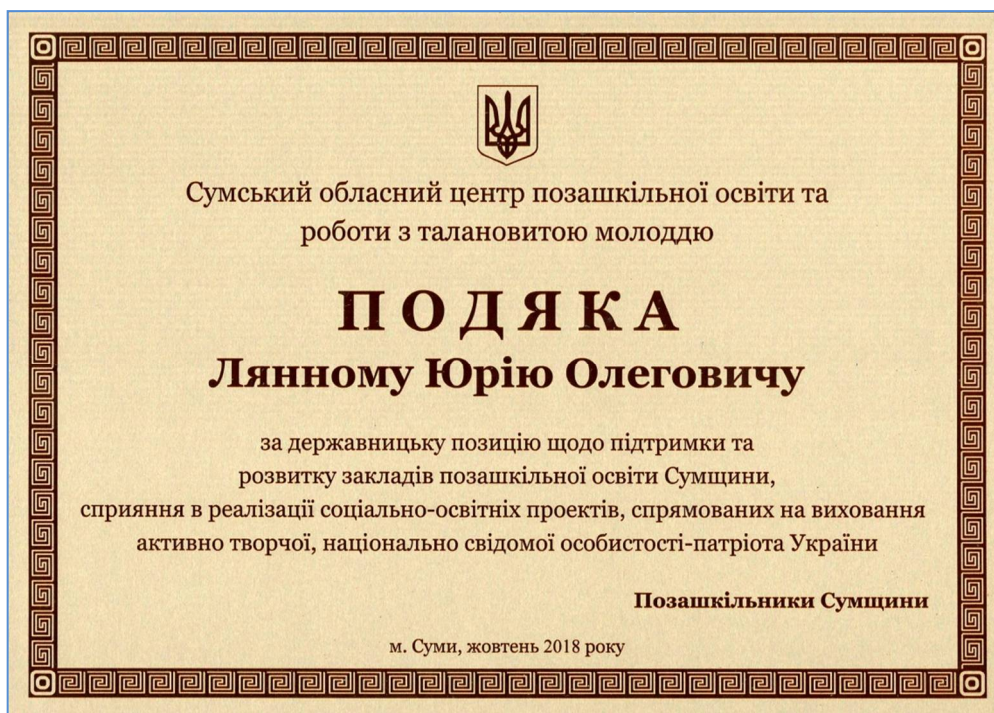 Сумський обласний центр позашкільної освіти та
роботи з талановитою молоддю
ПОДЯКА
Лянному Юрію Олеговичу
за державницьку позицію щодо підтримки та
розвитку закладів позашкільної освіти Сумщини,
сприяння в реалізації соціально-освітніх проектів, спрямованих на виховання
активно творчої, національно свідомої особистості-патріота України
Позашкільники Сумщини
м. Суми, жовтень 2018 року